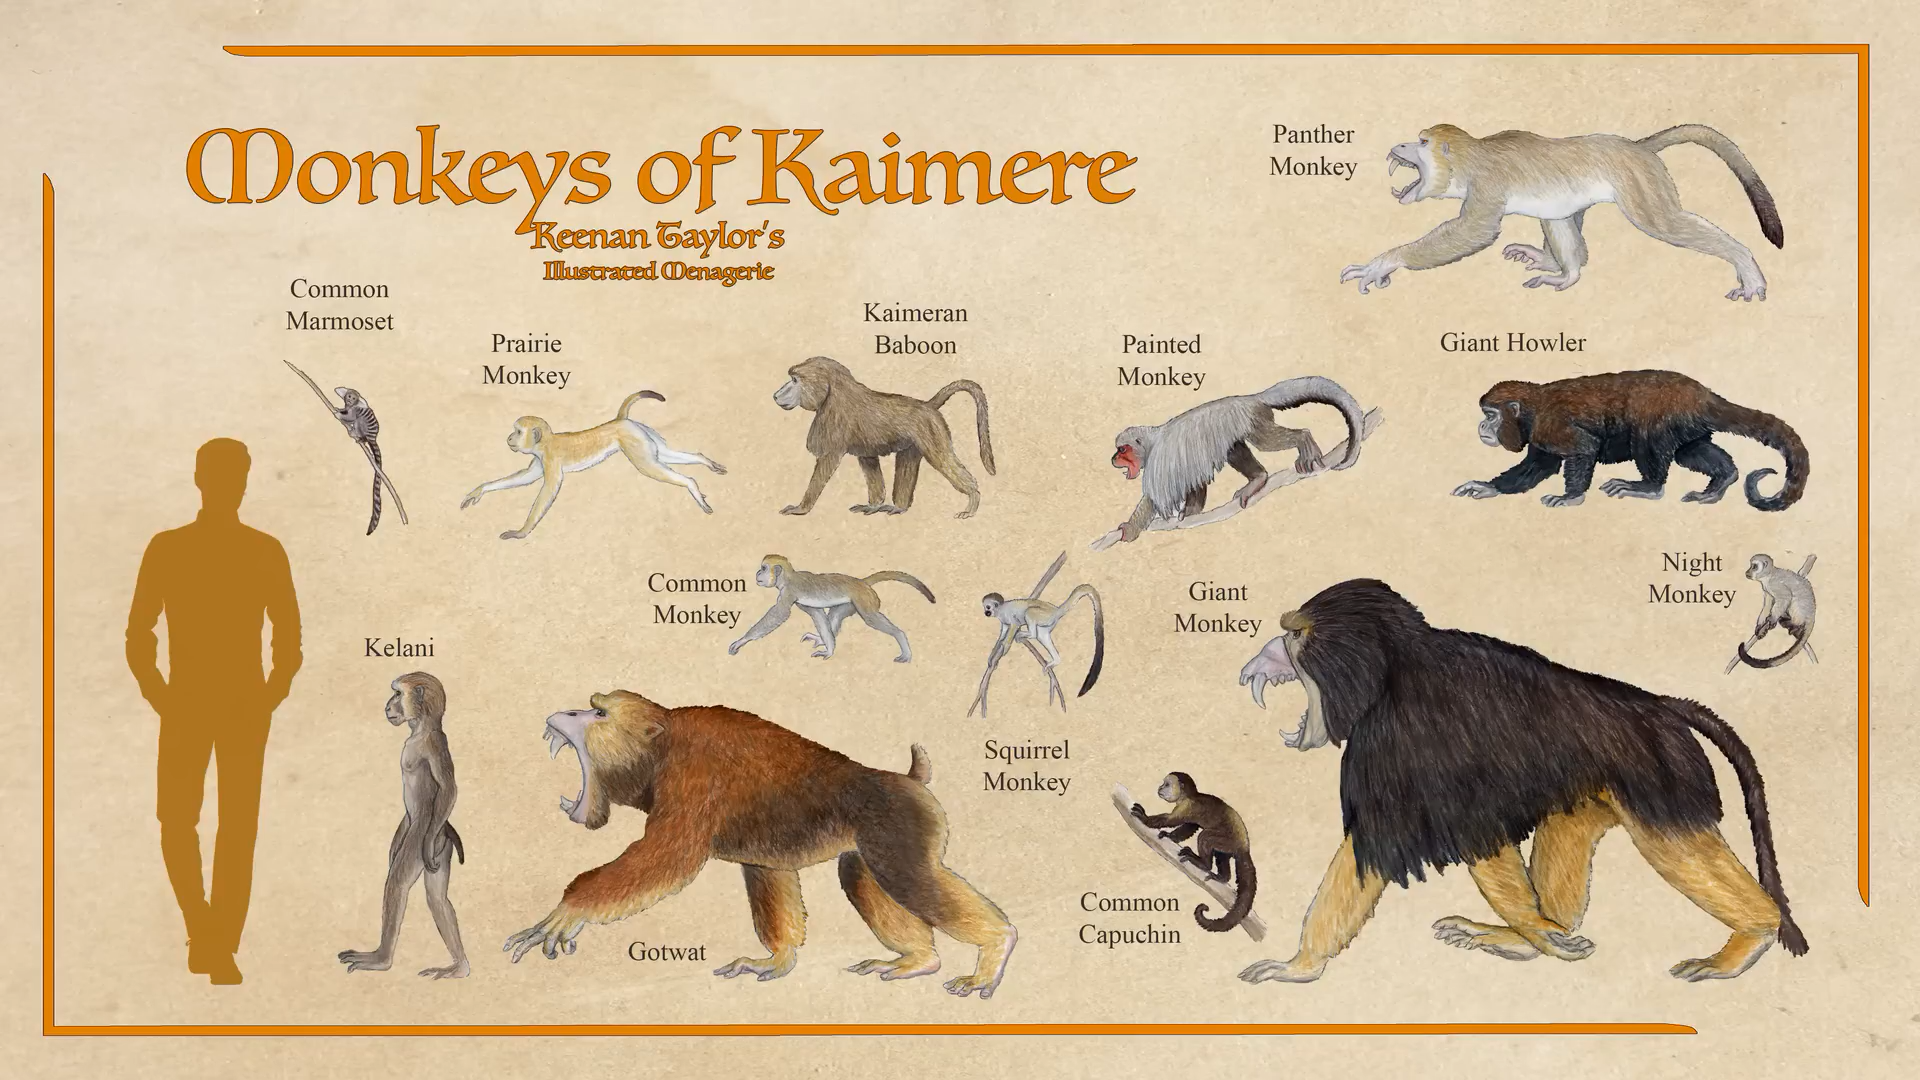 Monkeys of Kaimere
Keenan Taylor's
Illustrated Menagerie
Panther
Monkey
Common
Marmoset
Prairie
Monkey
Kaimeran
Baboon
Painted
Monkey
Giant Howler
Common
Monkey
Giant
Monkey
Night
Monkey
Kelani
Squirrel
Monkey
Common
Capuchin
Gotwat